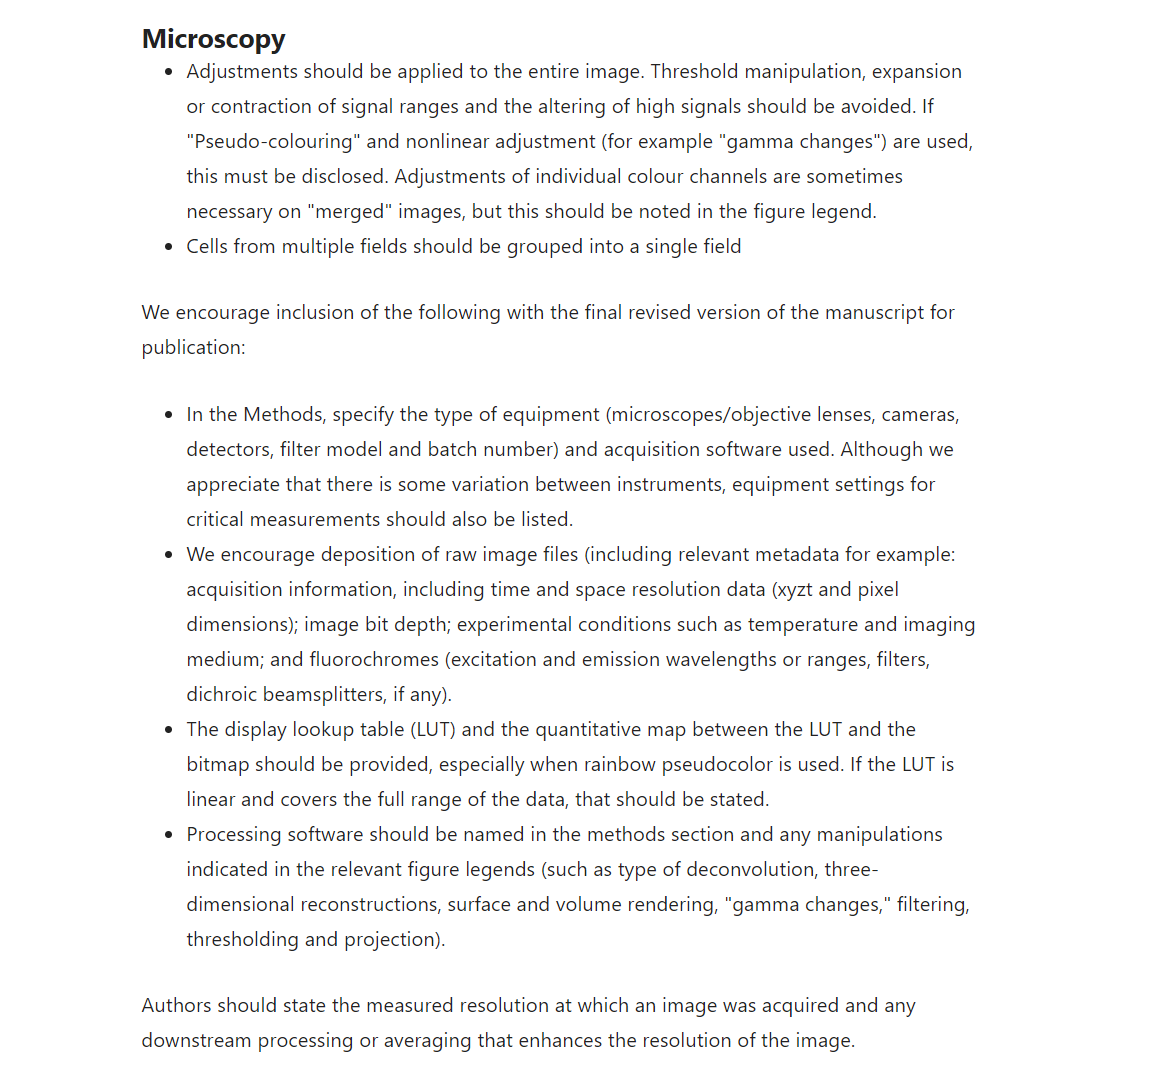 Microscopy
• Adjustments should be applied to the entire image. Threshold manipulation, expansion
or contraction of signal ranges and the altering of high signals should be avoided. If
"Pseudo-colouring" and nonlinear adjustment (for example "gamma changes") are used,
this must be disclosed. Adjustments of individual colour channels are sometimes
necessary on "merged" images, but this should be noted in the figure legend.
• Cells from multiple fields should be grouped into a single field
We encourage inclusion of the following with the final revised version of the manuscript for
publication:
• In the Methods, specify the type of equipment (microscopes/objective lenses, cameras,
detectors, filter model and batch number) and acquisition software used. Although we
appreciate that there is some variation between instruments, equipment settings for
critical measurements should also be listed.
• We encourage deposition of raw image files (including relevant metadata for example:
acquisition information, including time and space resolution data (xyzt and pixel
dimensions); image bit depth; experimental conditions such as temperature and imaging
medium; and fluorochromes (excitation and emission wavelengths or ranges, filters,
dichroic beamsplitters, if any).
• The display lookup table (LUT) and the quantitative map between the LUT and the
bitmap should be provided, especially when rainbow pseudocolor is used. If the LUT is
linear and covers the full range of the data, that should be stated.
• Processing software should be named in the methods section and any manipulations
indicated in the relevant figure legends (such as type of deconvolution, three-
dimensional reconstructions, surface and volume rendering, "gamma changes," filtering,
thresholding and projection).
Authors should state the measured resolution at which an image was acquired and any
downstream processing or averaging that enhances the resolution of the image.